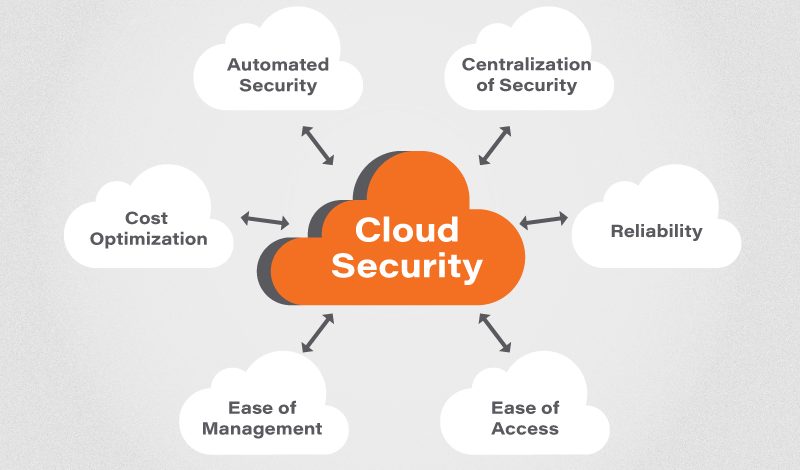 Automated
Security
Centralization
of Security
Cost
Optimization
Cloud
Security
Reliability
Ease of
Management
Ease of
Access